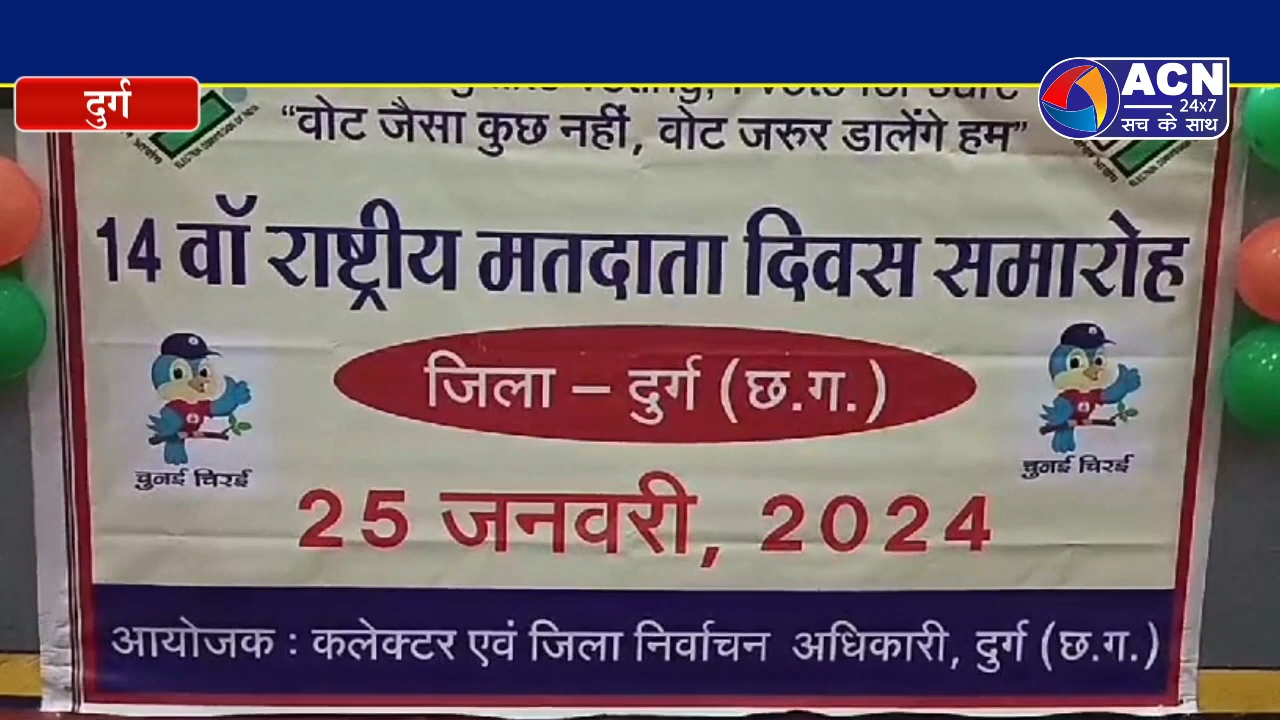 दुर्ग
ACN
24x7
सच के साथ
"वोट जैसा कुछ नहीं, वोट जरुर डालेंगे हम"
14 वॉ राष्ट्रीय मतदाता दिवस समारोह
जिला – दुर्ग (छ.ग.)
चुनई चिरई
चुनई चिरई
25 जनवरी, 2024
आयोजक : कलेक्टर एवं जिला निर्वाचन अधिकारी, दुर्ग (छ.ग.)